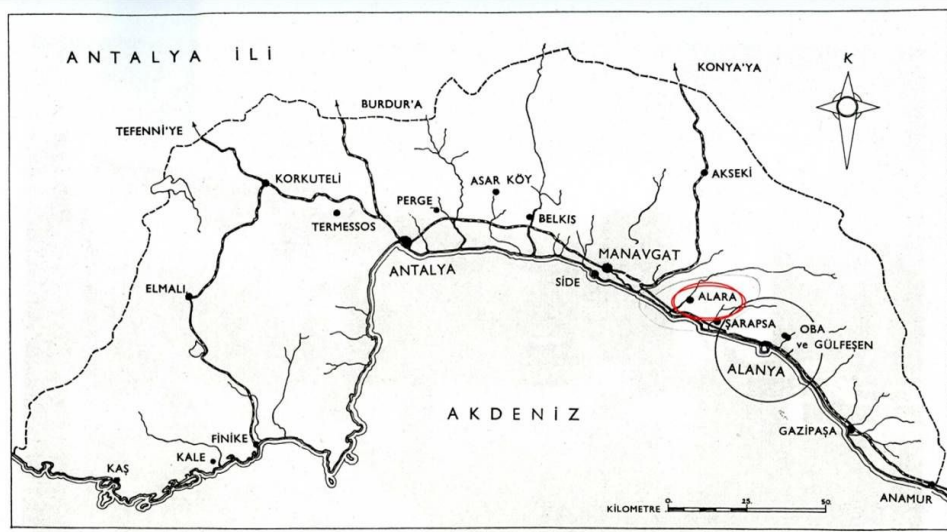 ANTALYA İLİ
K
KONYA'YA
BURDUR'A
TEFENNİ'YE
KORKUTELİ
ASAR KÖY
AKSEKİ
PERGE
TERMESSOS
BELKIS
MANAVGAT
ANTALYA
SİDE
ELMALI
ALARA
ŞARAPSA
OBA
ve GÜLFEŞEN
ALANYA
AKDENİZ
GAZİPAŞA
FİNİKE
KALE
KAŞ
ANAMUR
KİLOMETRE 0. 25. 50.